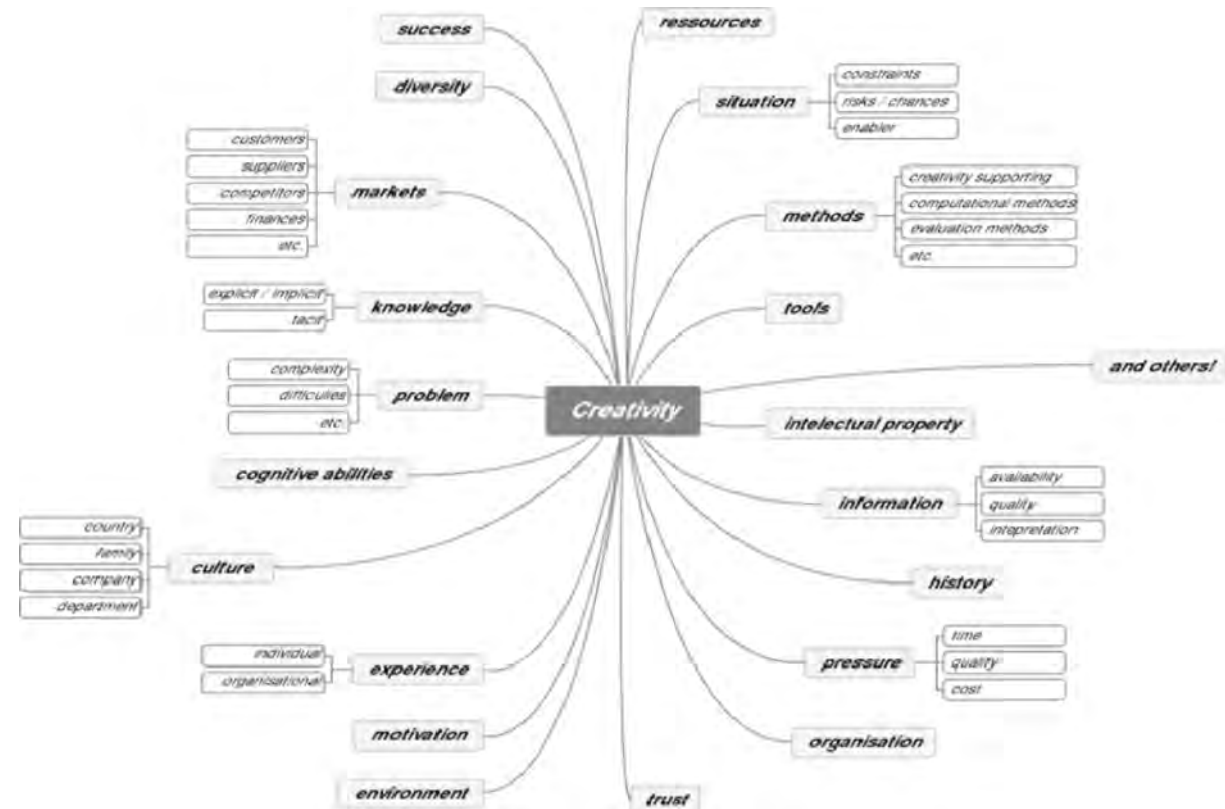 success
diversity
customers
suppliers
competitors
finances
etc.
markets
explicit / implicit
tacit
knowledge
complexity
difficulies
etc.
problem
cognitive abilities
country
family
company
department
culture
individual
organisational
experience
motivation
environment
Creativity
ressources
situation
constraints
risks / chances
enabler
methods
creativity supporting
computational methods
evaluation methods
etc.
tools
and others!
intelectual property
information
availability
quality
intepretation
history
pressure
time
quality
cost
organisation
trust